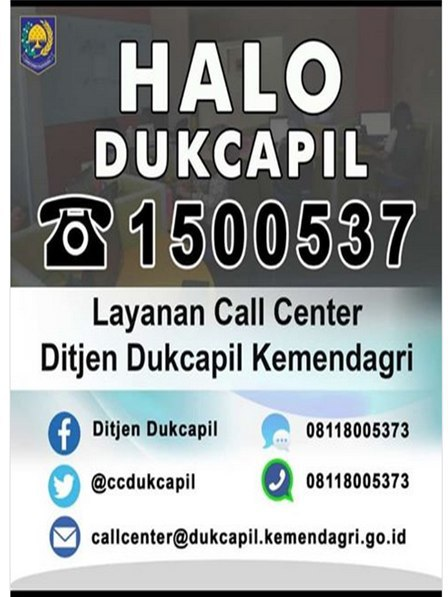 HALO
DUKCAPIL
1500537
Layanan Call Center
Ditjen Dukcapil Kemendagri
Ditjen Dukcapil 08118005373
@ccdukcapil 08118005373
callcenter@dukcapil.kemendagri.go.id